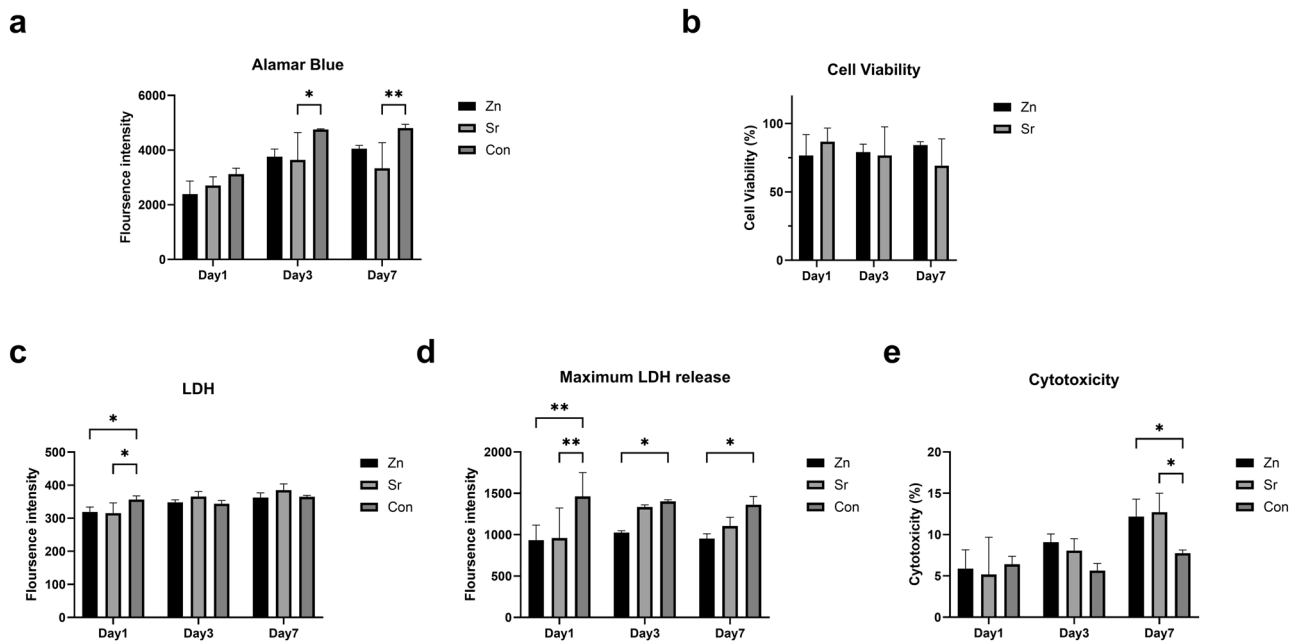 a
Alamar Blue
Floursence intensity
6000
4000
2000
0
* **
Day1 Day3 Day7
Zn
Sr
Con
b
Cell Viability
Cell Viability (%)
100
50
0
Day1 Day3 Day7
Zn
Sr
c
LDH
Floursence intensity
500
400
300
200
100
0
*
*
Day1 Day3 Day7
Zn
Sr
Con
d
Maximum LDH release
Floursence intensity
2000
1500
1000
500
0
**
** * *
Day1 Day3 Day7
Zn
Sr
Con
e
Cytotoxicity
Cytotoxicity (%)
20
15
10
5
0
*
*
Day1 Day3 Day7
Zn
Sr
Con